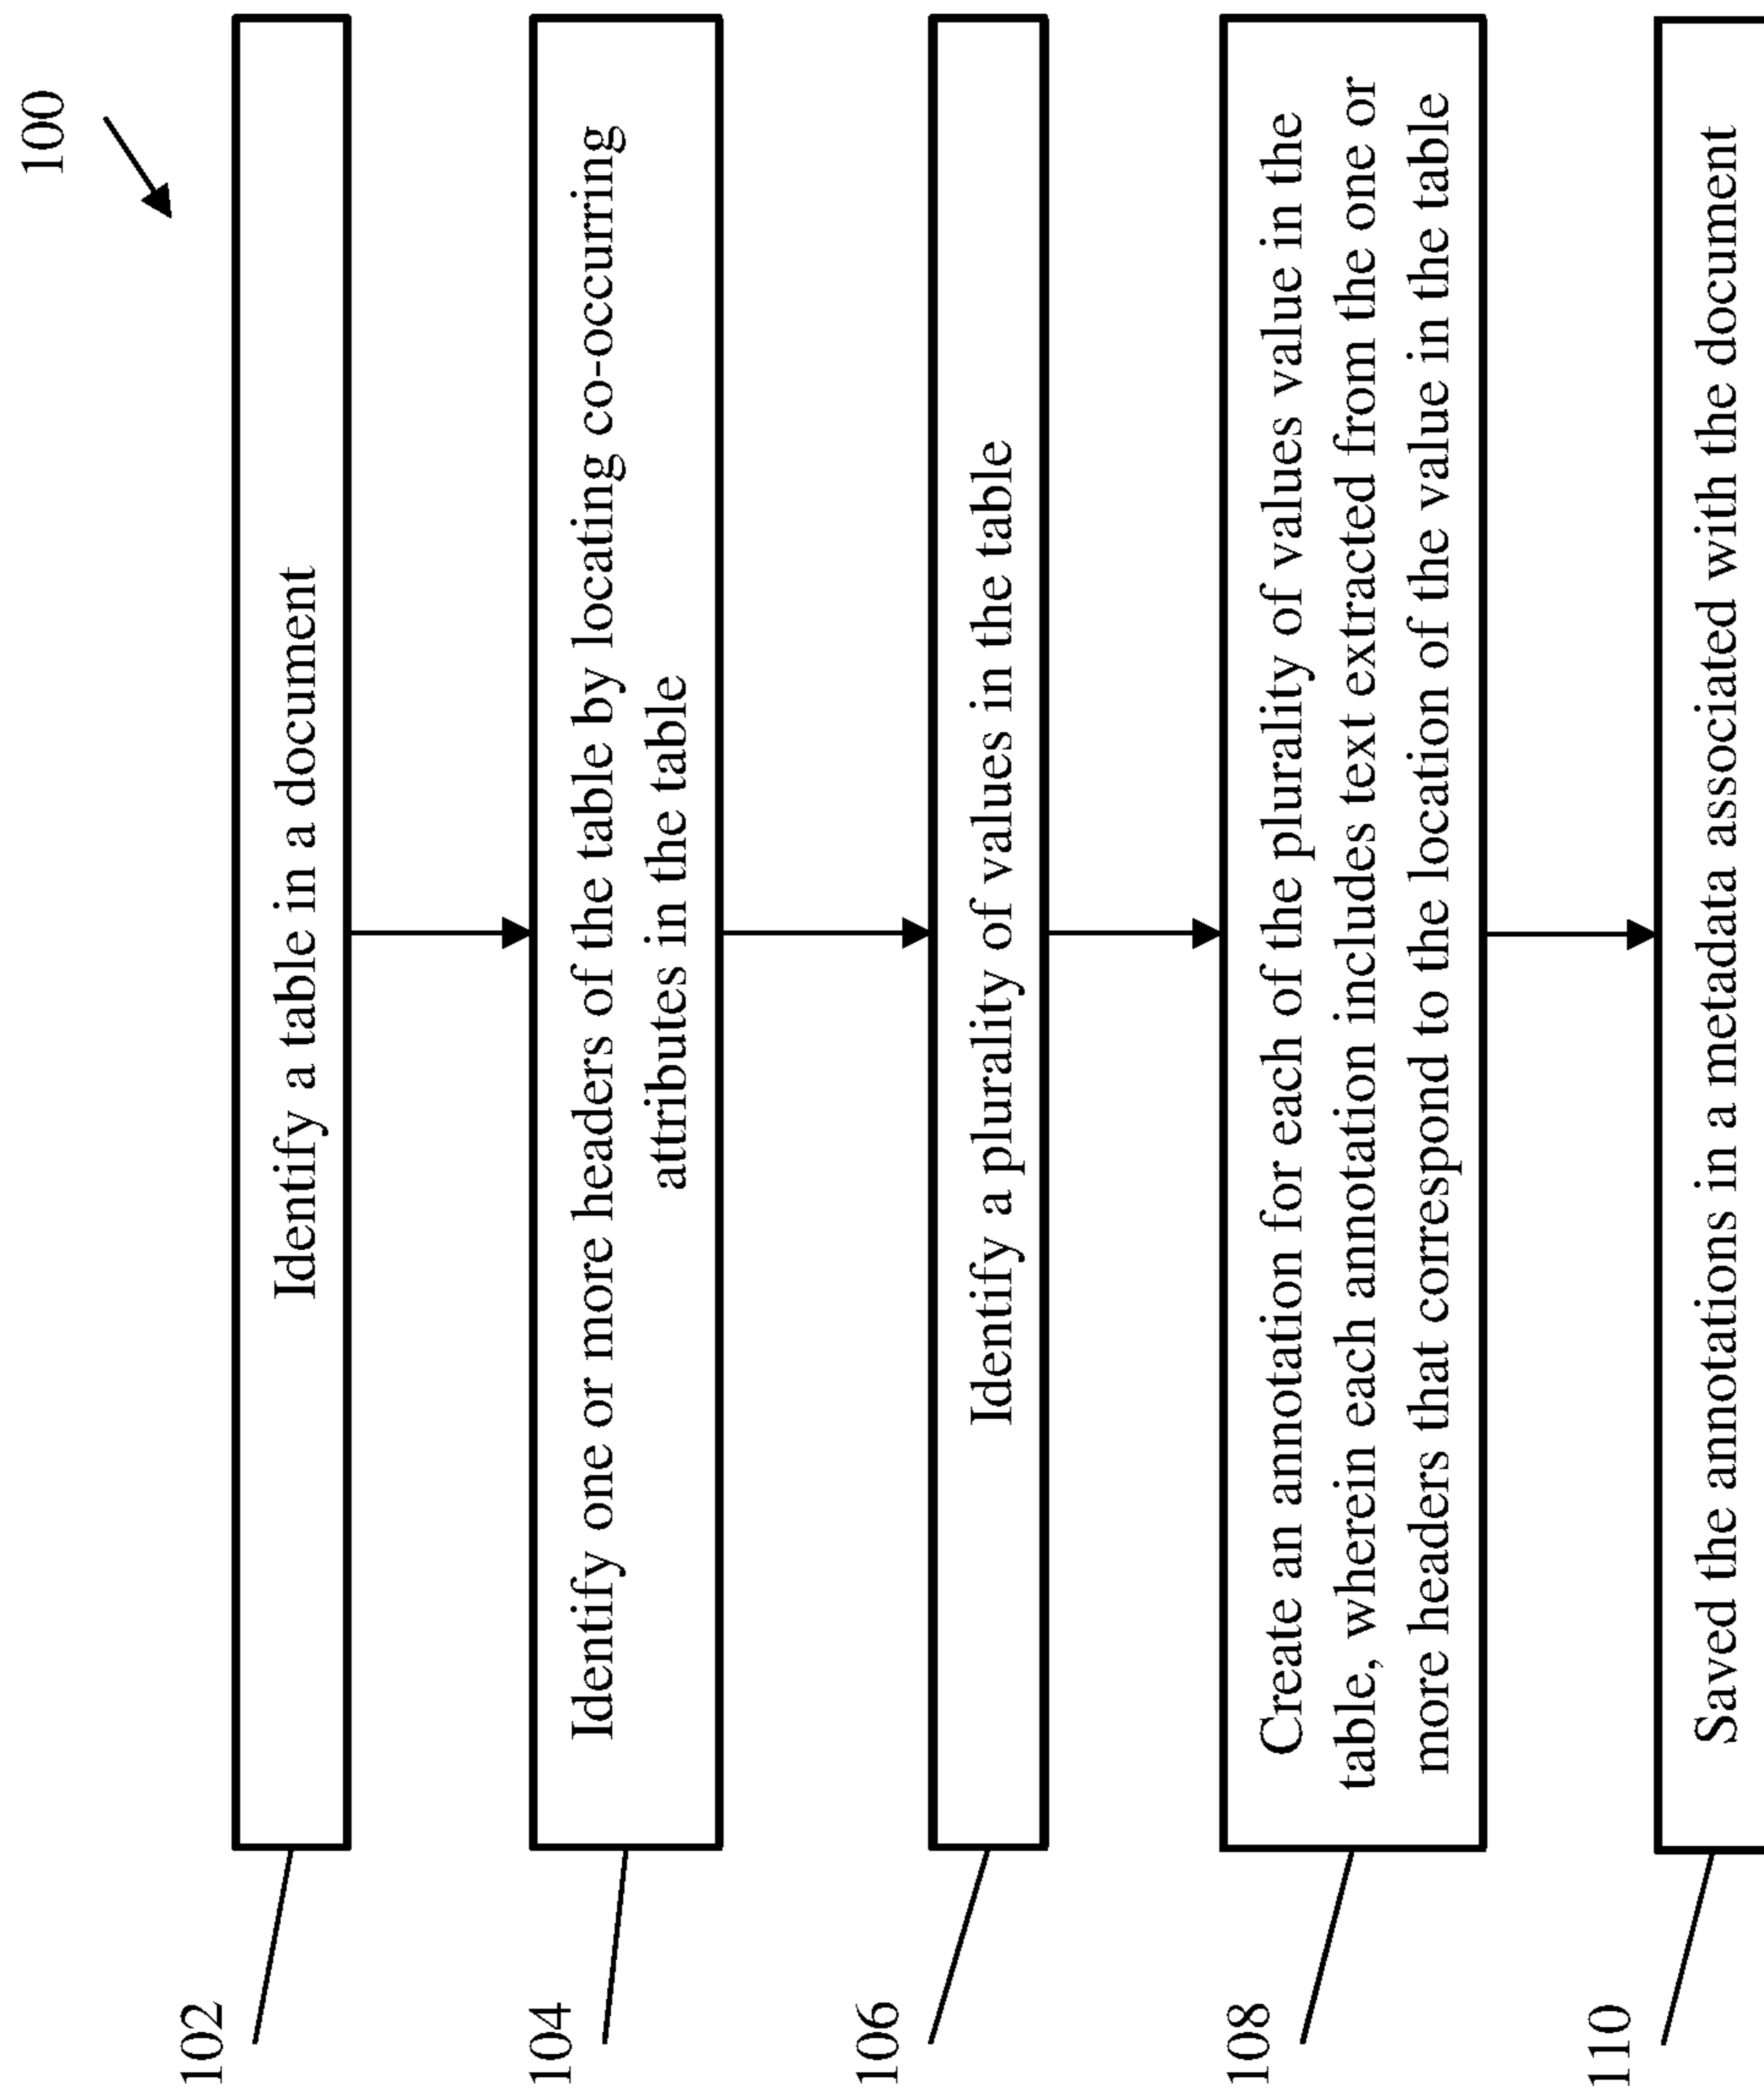 100
102
Identify a table in a document
104
Identify one or more headers of the table by locating co-occurring
attributes in the table
106
Identify a plurality of values in the table
108
Create an annotation for each of the plurality of values value in the
table, wherein each annotation includes text extracted from the one or
more headers that correspond to the location of the value in the table
110
Saved the annotations in a metadata associated with the document